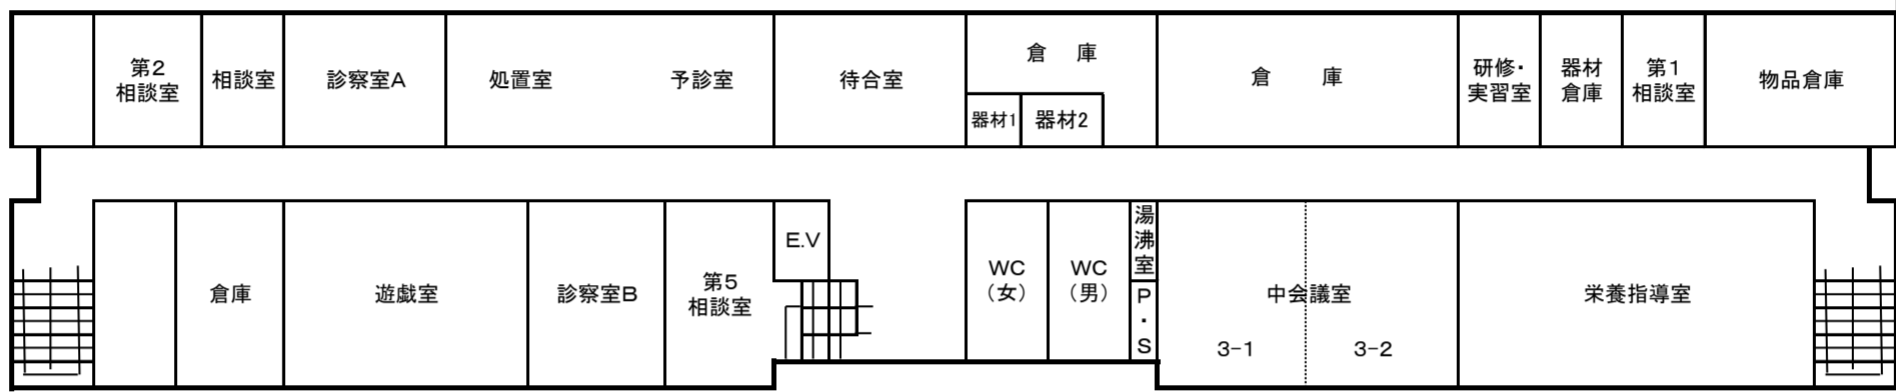 第2
相談室
相談室
診察室A
処置室
予診室
待合室
倉 庫
器材1
器材2
倉 庫
研修・
実習室
器材
倉庫
第1
相談室
物品倉庫
倉庫
遊戯室
診察室B
第5
相談室
E.V
WC
（女）
WC
（男）
湯沸室
P・S
中会議室
3-1
3-2
栄養指導室